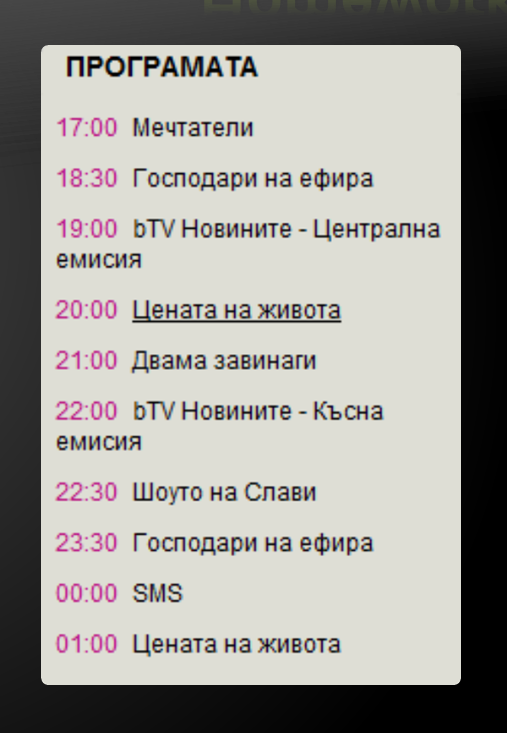 ПРОГРАМАТА
17:00 Мечтатели
18:30 Господари на ефира
19:00 bTV Новините - Централна
емисия
20:00 Цената на живота
21:00 Двама завинаги
22:00 bTV Новините - Късна
емисия
22:30 Шоуто на Слави
23:30 Господари на ефира
00:00 SMS
01:00 Цената на живота